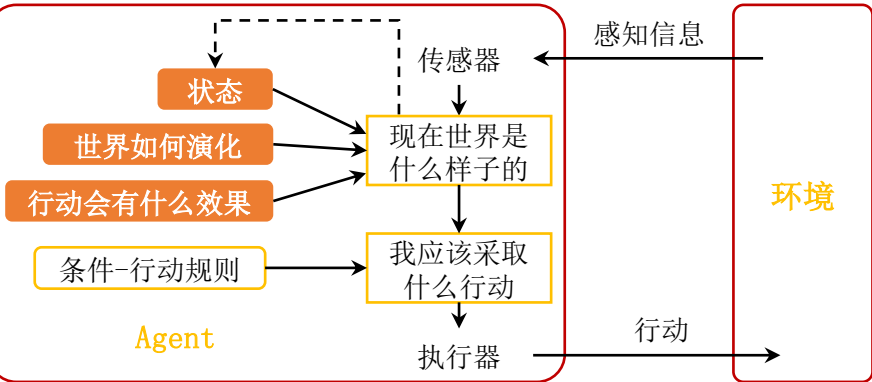 感知信息
传感器
状态
世界如何演化
现在世界是
什么样子的
行动会有什么效果
环境
条件-行动规则
我应该采取
什么行动
Agent
执行器
行动